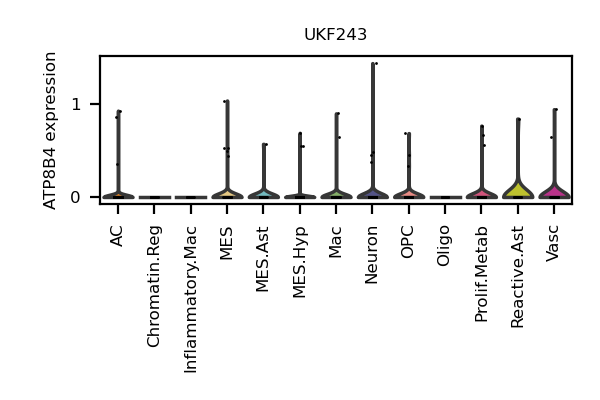 UKF243
ATP8B4 expression
1
0
AC
Chromatin.Reg
Inflammatory.Mac
MES
MES.Ast
MES.Hyp
Mac
Neuron
OPC
Oligo
Prolif.Metab
Reactive.Ast
Vasc